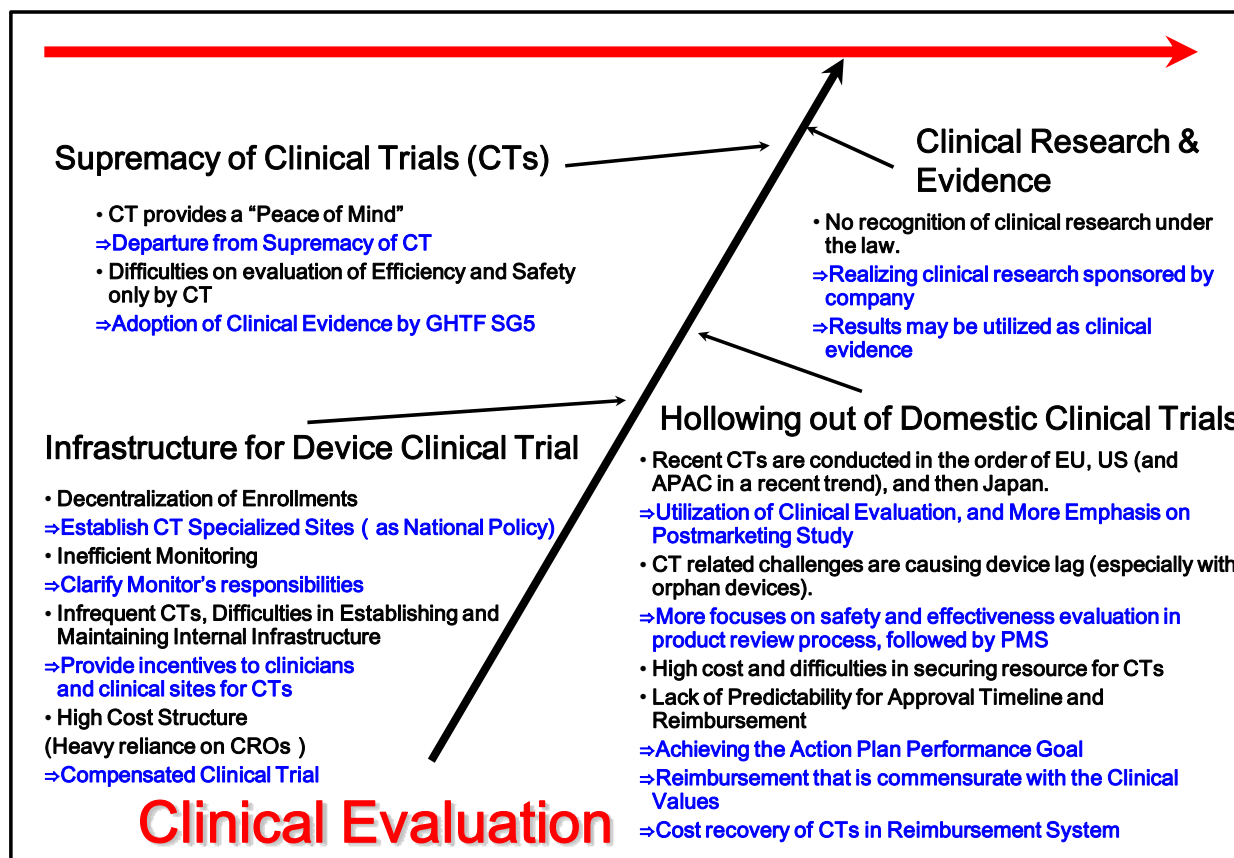 Supremacy of Clinical Trials (CTs)
• CT provides a “Peace of Mind”
⇒Departure from Supremacy of CT
• Difficulties on evaluation of Efficiency and Safety
only by CT
⇒Adoption of Clinical Evidence by GHTF SG5
Clinical Research &
Evidence
• No recognition of clinical research under
the law.
⇒Realizing clinical research sponsored by
company
⇒Results may be utilized as clinical
evidence
Infrastructure for Device Clinical Trial
• Decentralization of Enrollments
⇒Establish CT Specialized Sites ( as National Policy)
• Inefficient Monitoring
⇒Clarify Monitor’s responsibilities
• Infrequent CTs, Difficulties in Establishing and
Maintaining Internal Infrastructure
⇒Provide incentives to clinicians
and clinical sites for CTs
• High Cost Structure
(Heavy reliance on CROs )
⇒Compensated Clinical Trial
Hollowing out of Domestic Clinical Trials
• Recent CTs are conducted in the order of EU, US (and
APAC in a recent trend), and then Japan.
⇒Utilization of Clinical Evaluation, and More Emphasis on
Postmarketing Study
• CT related challenges are causing device lag (especially with
orphan devices).
⇒More focuses on safety and effectiveness evaluation in
product review process, followed by PMS
• High cost and difficulties in securing resource for CTs
• Lack of Predictability for Approval Timeline and
Reimbursement
⇒Achieving the Action Plan Performance Goal
⇒Reimbursement that is commensurate with the Clinical
Values
⇒Cost recovery of CTs in Reimbursement System
Clinical Evaluation